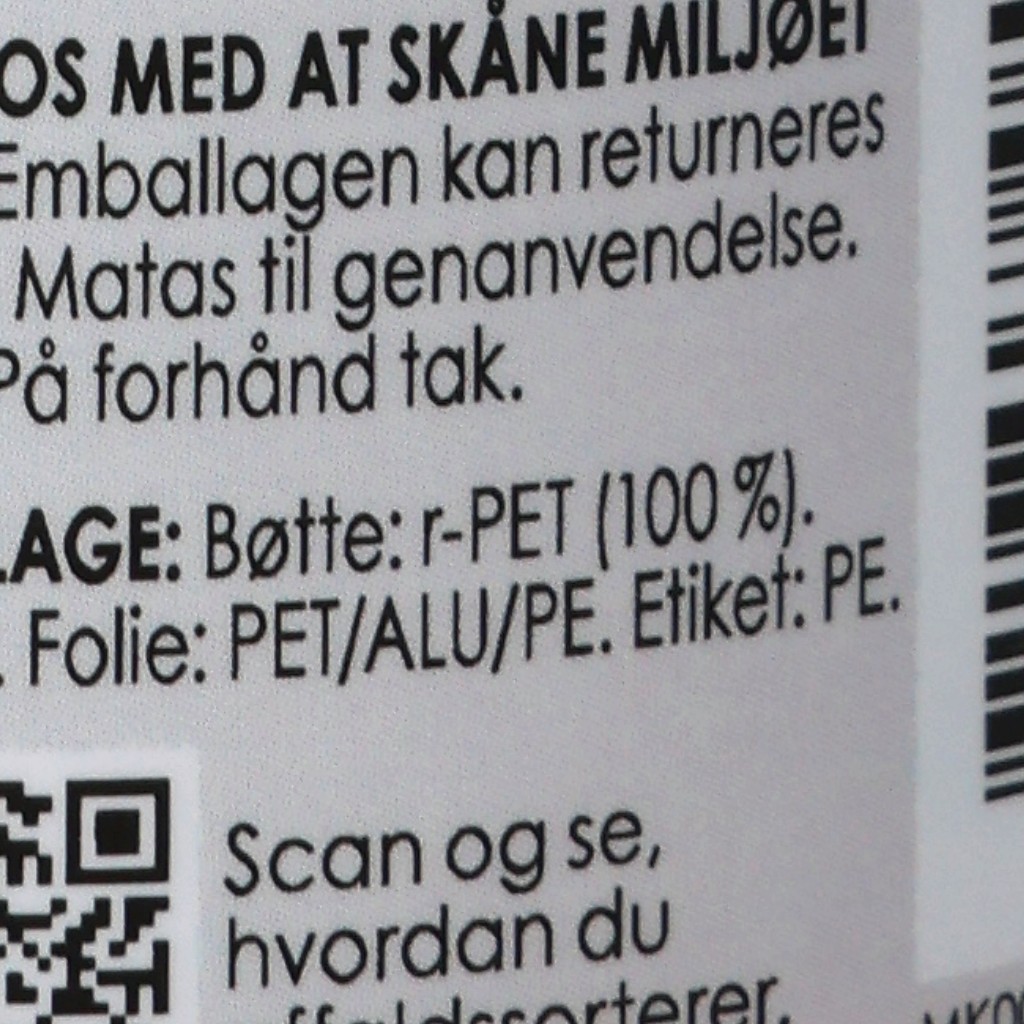 OS MED AT SKÅNE MILJØET
Emballagen kan returneres
Matas til genanvendelse.
På forhånd tak.
LAGE: Bøtte: r-PET (100 %).
. Folie: PET/ALU/PE. Etiket: PE.
Scan og se,
hvordan du
affaldssorterer.